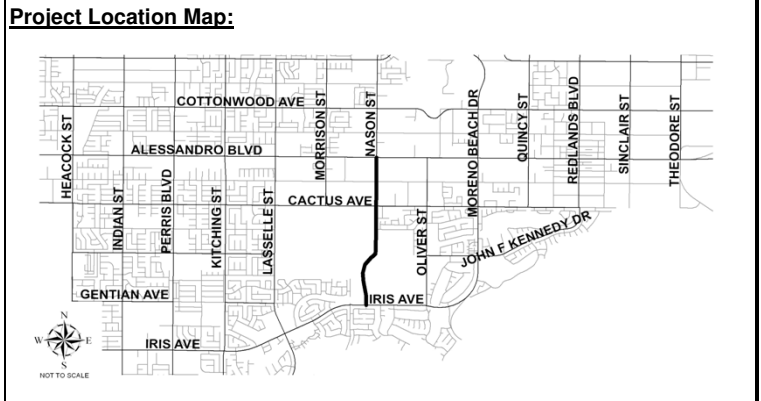 Project Location Map:
COTTONWOOD AVE
ALESSANDRO BLVD
CACTUS AVE
GENTIAN AVE
IRIS AVE
IRIS AVE
JOHN F KENNEDY DR
HEACOCK ST
INDIAN ST
PERRIS BLVD
KITCHING ST
LASSELLE ST
MORRISON ST
NASON ST
OLIVER ST
MORENO BEACH DR
QUINCY ST
REDLANDS BLVD
SINCLAIR ST
THEODORE ST
N
W E
S
NOT TO SCALE